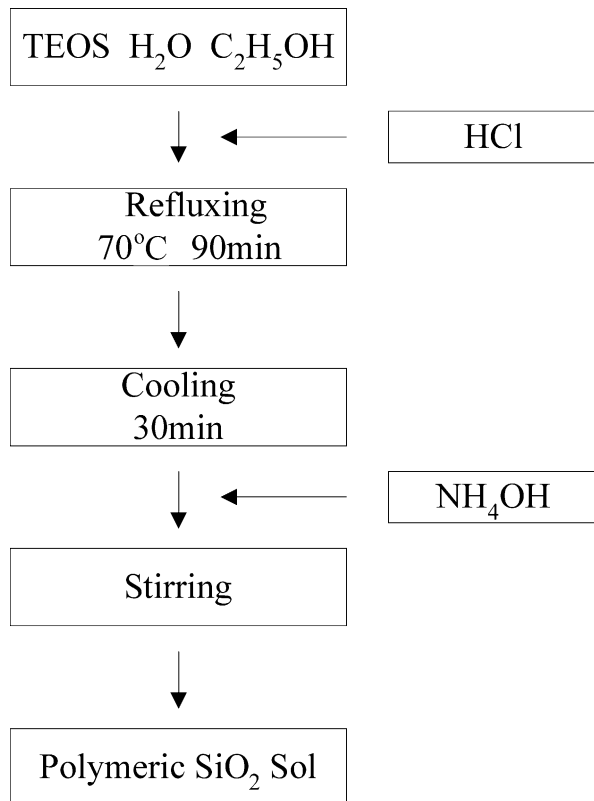 TEOS H₂O C₂H₅OH
HCl
Refluxing
70°C 90min
Cooling
30min
NH₄OH
Stirring
Polymeric SiO₂ Sol